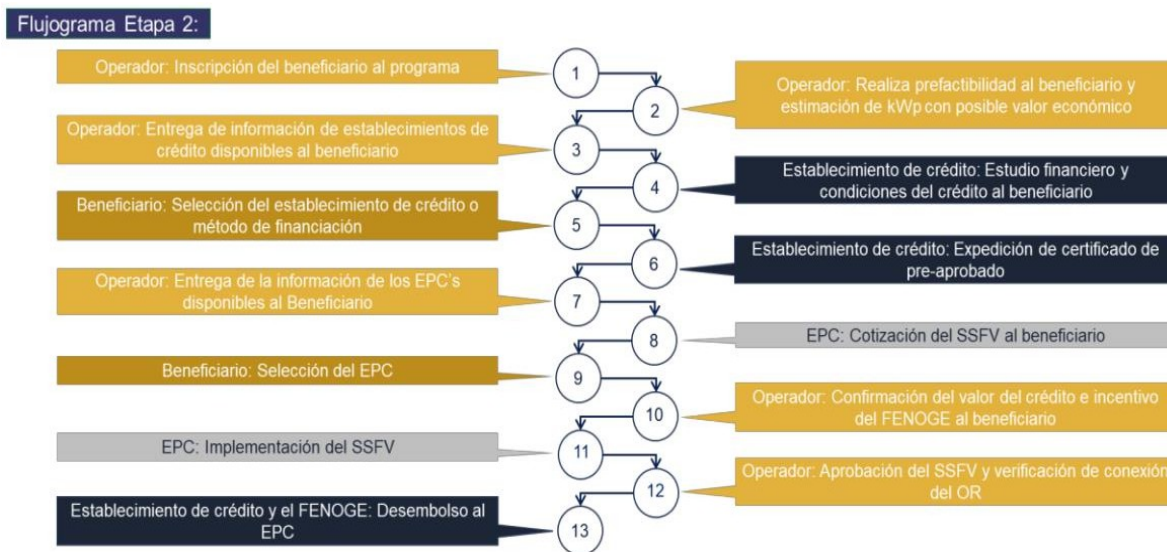 Flujograma Etapa 2:
Operador: Inscripción del beneficiario al programa
1
Operador: Realiza prefactibilidad al beneficiario y
estimación de kWp con posible valor económico
2
Operador: Entrega de información de establecimientos de
crédito disponibles al beneficiario
3
Establecimiento de crédito: Estudio financiero y
condiciones del crédito al beneficiario
4
Beneficiario: Selección del establecimiento de crédito o
método de financiación
5
Establecimiento de crédito: Expedición de certificado de
pre-aprobado
6
Operador: Entrega de la información de los EPC's
disponibles al Beneficiario
7
EPC: Cotización del SSFV al beneficiario
8
Beneficiario: Selección del EPC
9
Operador: Confirmación del valor del crédito e incentivo
del FENOGE al beneficiario
10
EPC: Implementación del SSFV
11
Operador: Aprobación del SSFV y verificación de conexión
del OR
12
Establecimiento de crédito y el FENOGE: Desembolso al
EPC
13